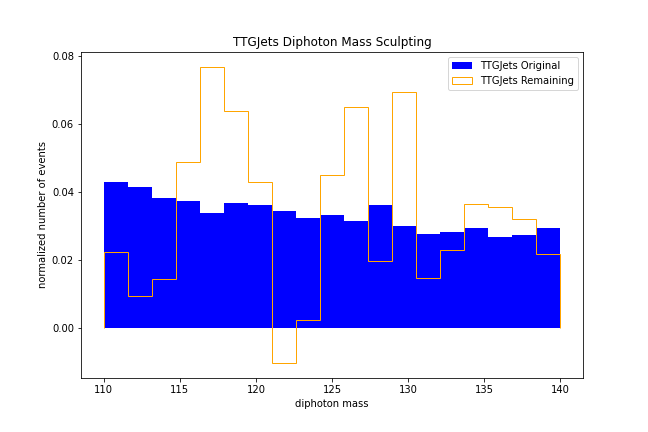 TTGJets Diphoton Mass Sculpting
TTGJets Original
TTGJets Remaining
normalized number of events
0.08
0.06
0.04
0.02
0.00
110
115
120
125
130
135
140
diphoton mass